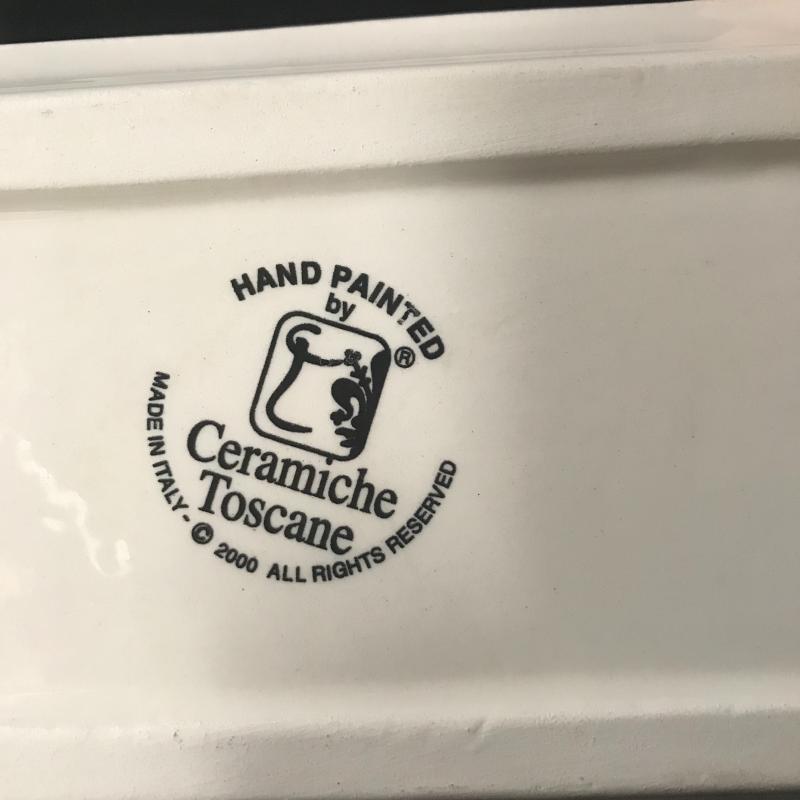 HAND PAINTED
by
®
Ceramiche
Toscane
MADE IN ITALY - © 2000 ALL RIGHTS RESERVED